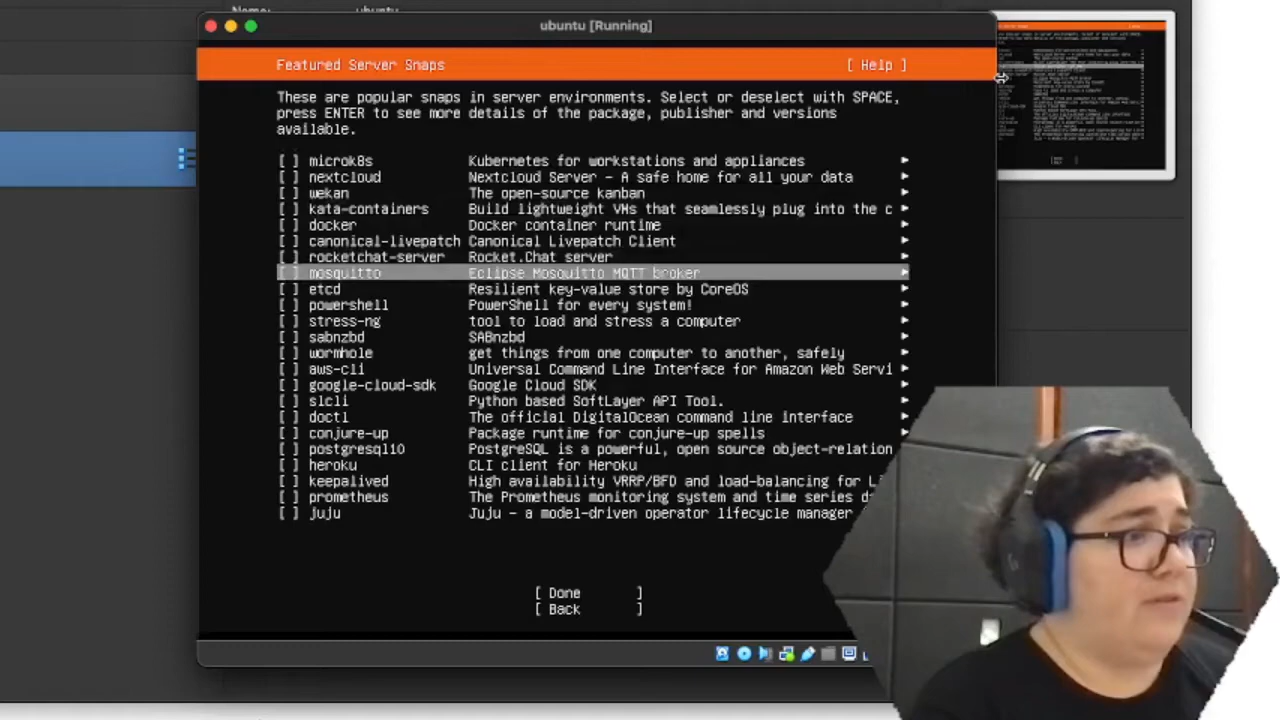 Name: ubuntu
ubuntu [Running]
Featured Server Snaps [ Help ]
These are popular snaps in server environments. Select or deselect with SPACE,
press ENTER to see more details of the package, publisher and versions
available.
[ ] microk8s Kubernetes for workstations and appliances
[ ] nextcloud Nextcloud Server - A safe home for all your data
[ ] wekan The open-source kanban
[ ] kata-containers Build lightweight VMs that seamlessly plug into the c
[ ] docker Docker container runtime
[ ] canonical-livepatch Canonical Livepatch Client
[ ] rocketchat-server Rocket.Chat server
[ ] mosquitto Eclipse Mosquitto MQTT broker
[ ] etcd Resilient key-value store by CoreOS
[ ] powershell PowerShell for every system!
[ ] stress-ng tool to load and stress a computer
[ ] sabnzbd SABnzbd
[ ] wormhole get things from one computer to another, safely
[ ] aws-cli Universal Command Line Interface for Amazon Web Servi
[ ] google-cloud-sdk Google Cloud SDK
[ ] slcli Python based SoftLayer API Tool.
[ ] doctl The official DigitalOcean command line interface
[ ] conjure-up Package runtime for conjure-up spells
[ ] postgresql10 PostgreSQL is a powerful, open source object-relation
[ ] heroku CLI client for Heroku
[ ] keepalived High availability VRRP/BFD and load-balancing for Li
[ ] prometheus The Prometheus monitoring system and time series d
[ ] juju Juju - a model-driven operator lifecycle manager
[ Done ]
[ Back ]